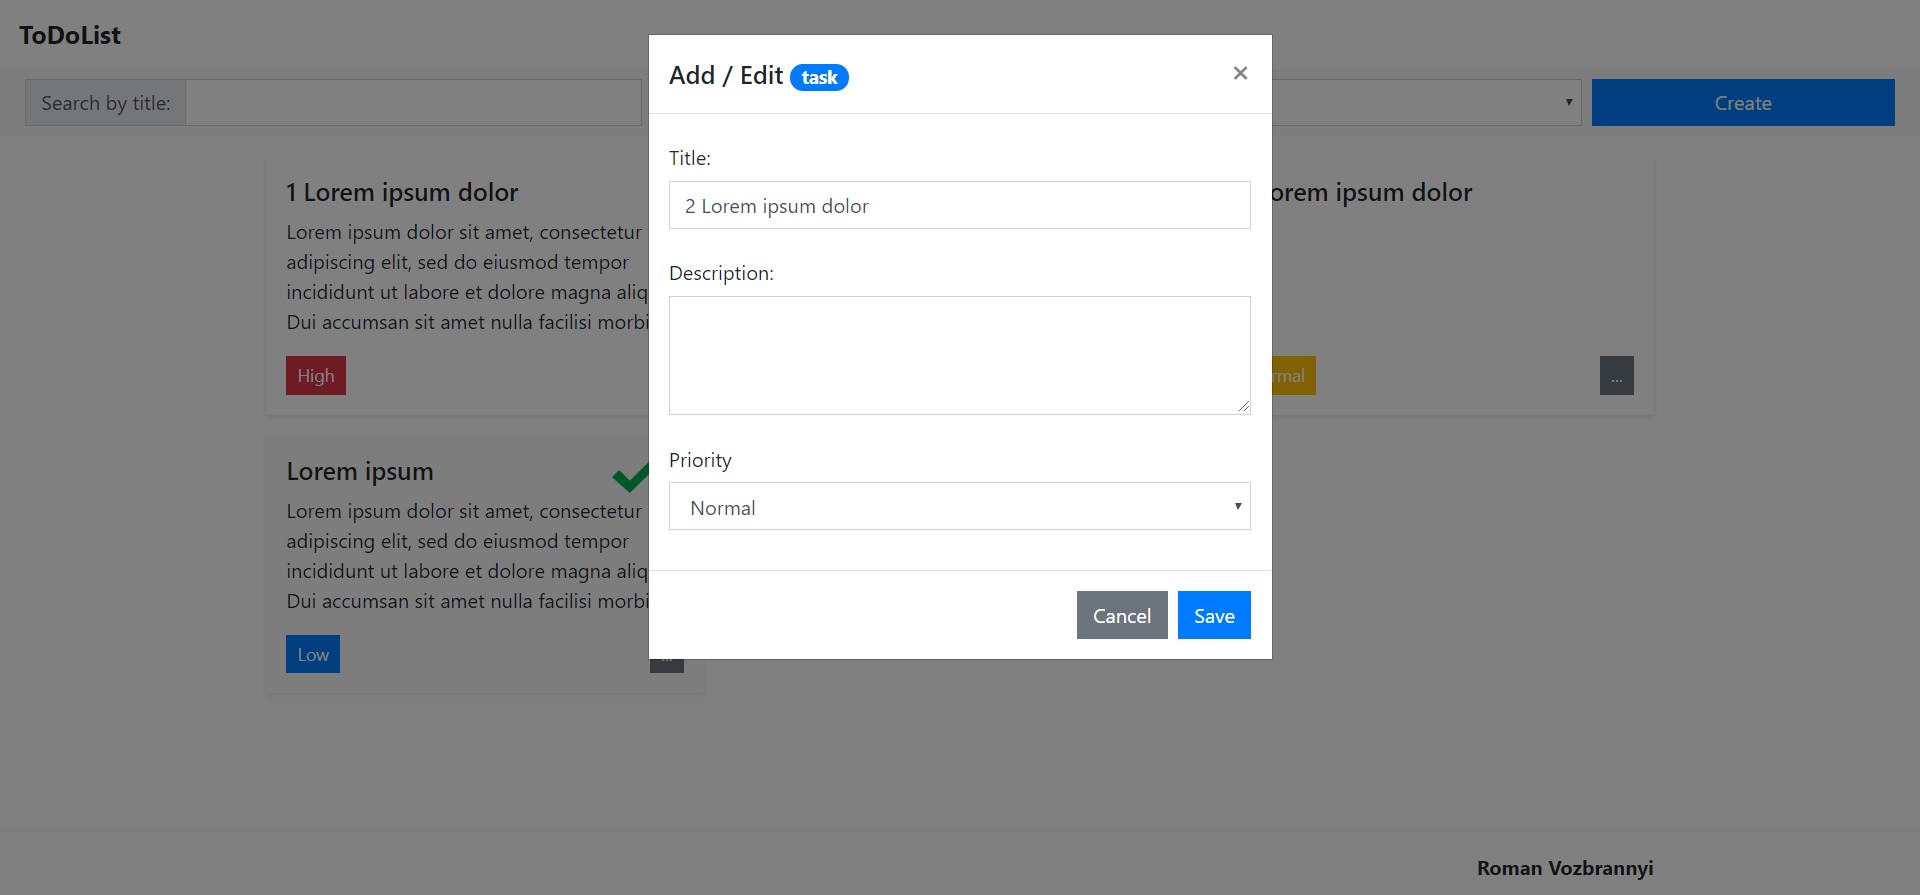 ToDoList
Search by title:
Create
1 Lorem ipsum dolor
Lorem ipsum dolor sit amet, consectetur
adipiscing elit, sed do eiusmod tempor
incididunt ut labore et dolore magna aliq
Dui accumsan sit amet nulla facilisi morbi
High
orem ipsum dolor
rmal
...
Lorem ipsum
Lorem ipsum dolor sit amet, consectetur
adipiscing elit, sed do eiusmod tempor
incididunt ut labore et dolore magna aliq
Dui accumsan sit amet nulla facilisi morbi
Low
...
Add / Edit task
×
Title:
2 Lorem ipsum dolor
Description:
Priority
Normal
Cancel Save
Roman Vozbrannyi